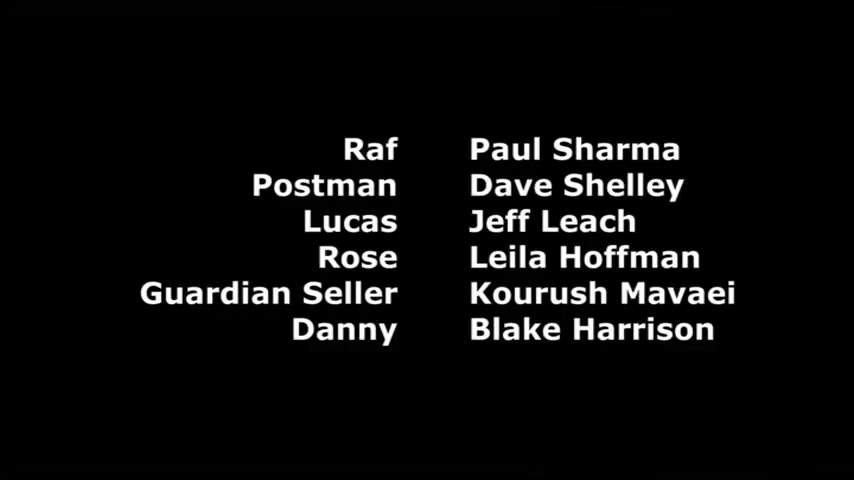 Raf Paul Sharma
Postman Dave Shelley
Lucas Jeff Leach
Rose Leila Hoffman
Guardian Seller Kourush Mavaei
Danny Blake Harrison